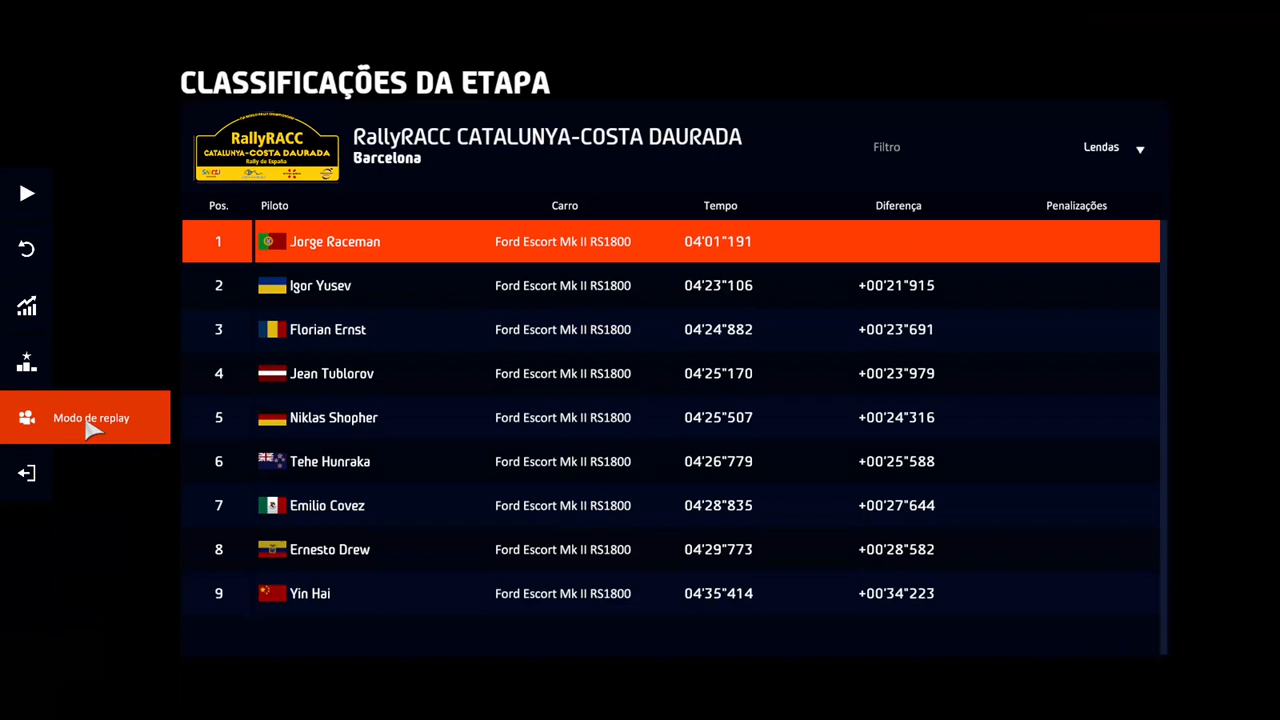 CLASSIFICAÇÕES DA ETAPA
RallyRACC
CATALUNYA-COSTA DAURADA
Rally de España
RallyRACC CATALUNYA-COSTA DAURADA
Barcelona
Filtro
Lendas
Pos. Piloto Carro Tempo Diferença Penalizações
1 Jorge Raceman Ford Escort Mk II RS1800 04'01"191
2 Igor Yusev Ford Escort Mk II RS1800 04'23"106 +00'21"915
3 Florian Ernst Ford Escort Mk II RS1800 04'24"882 +00'23"691
4 Jean Tublorov Ford Escort Mk II RS1800 04'25"170 +00'23"979
5 Niklas Shopher Ford Escort Mk II RS1800 04'25"507 +00'24"316
6 Tehe Hunraka Ford Escort Mk II RS1800 04'26"779 +00'25"588
7 Emilio Covez Ford Escort Mk II RS1800 04'28"835 +00'27"644
8 Ernesto Drew Ford Escort Mk II RS1800 04'29"773 +00'28"582
9 Yin Hai Ford Escort Mk II RS1800 04'35"414 +00'34"223
Modo de replay